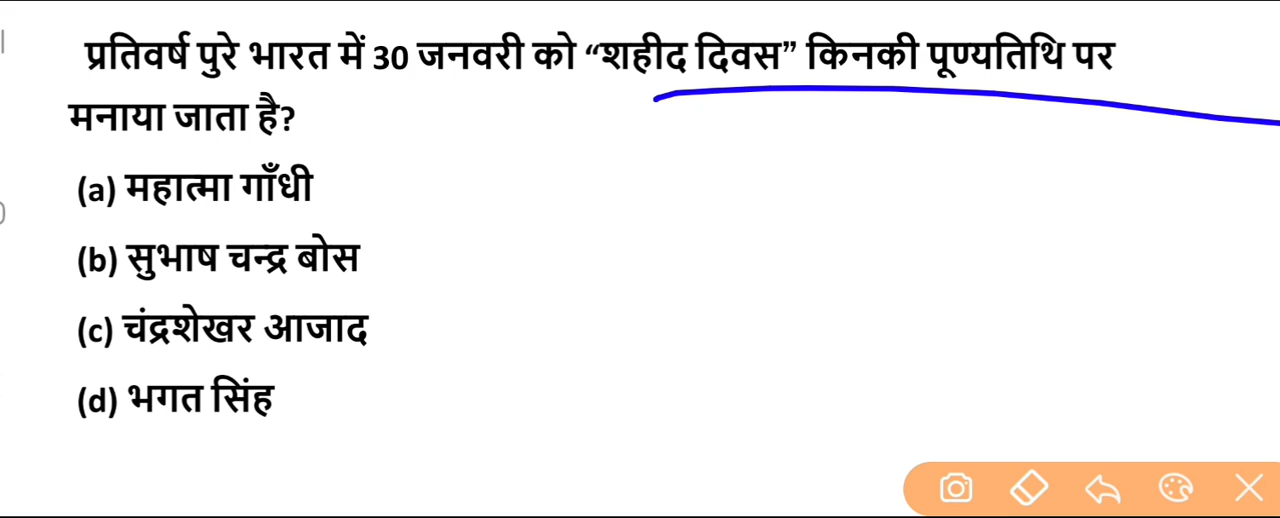 प्रतिवर्ष पुरे भारत में 30 जनवरी को “शहीद दिवस” किनकी पूण्यतिथि पर
मनाया जाता है?
(a) महात्मा गाँधी
(b) सुभाष चन्द्र बोस
(c) चंद्रशेखर आजाद
(d) भगत सिंह